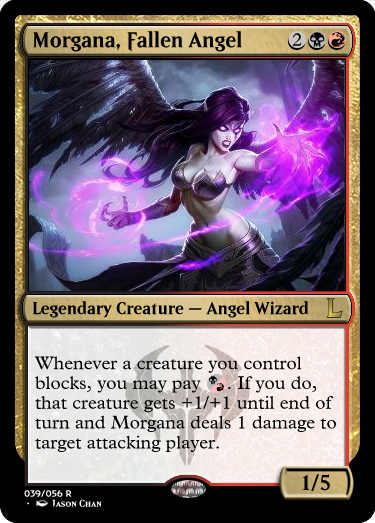 Morgana, Fallen Angel 2
Legendary Creature — Angel Wizard L
Whenever a creature you control
blocks, you may pay . If you do,
that creature gets +1/+1 until end of
turn and Morgana deals 1 damage to
target attacking player.
1/5
039/056 R
· Jason Chan